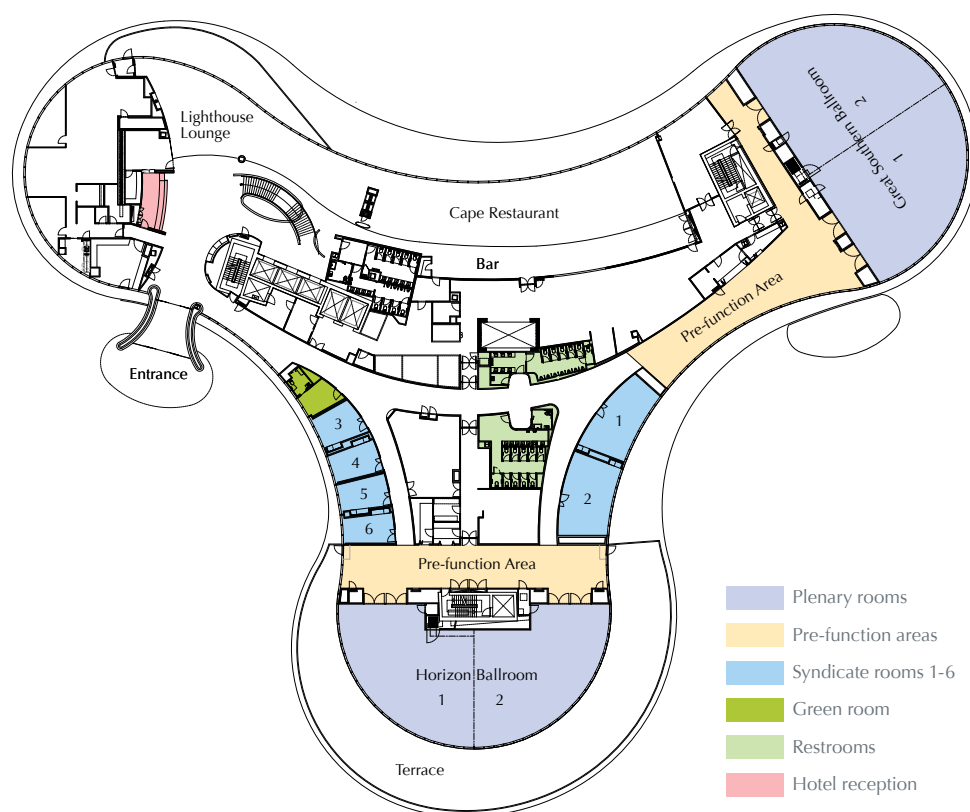 Lighthouse
Lounge
Great Southern Ballroom
2
1
Cape Restaurant
Bar
Pre-function Area
Entrance
3
4
5
6
1
2
Pre-function Area
Horizon Ballroom
1
2
Terrace
Plenary rooms
Pre-function areas
Syndicate rooms 1-6
Green room
Restrooms
Hotel reception